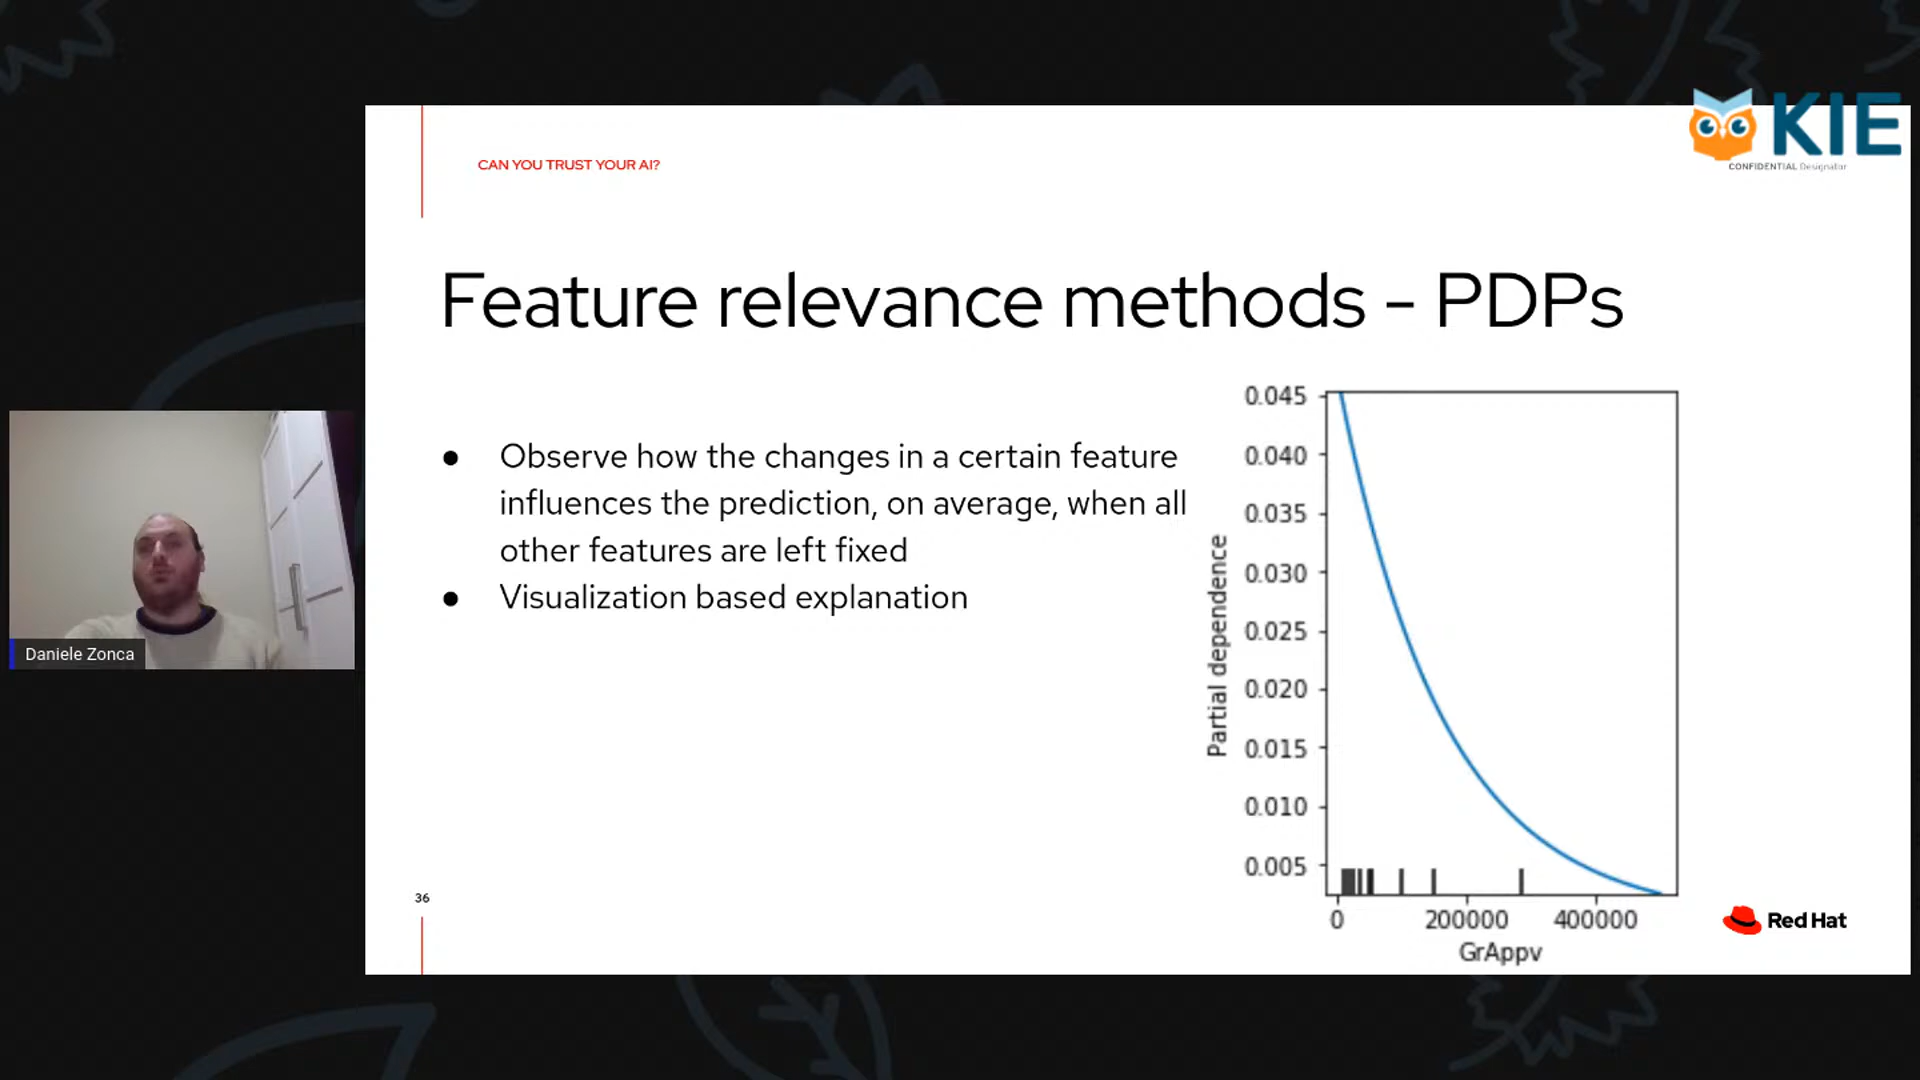 KIE
CONFIDENTIAL Designator
CAN YOU TRUST YOUR AI?
Feature relevance methods - PDPs
● Observe how the changes in a certain feature
influences the prediction, on average, when all
other features are left fixed
● Visualization based explanation
0.045
0.040
0.035
0.030
0.025
0.020
0.015
0.010
0.005
Partial dependence
0 200000 400000
GrAppv
Daniele Zonca
36
Red Hat